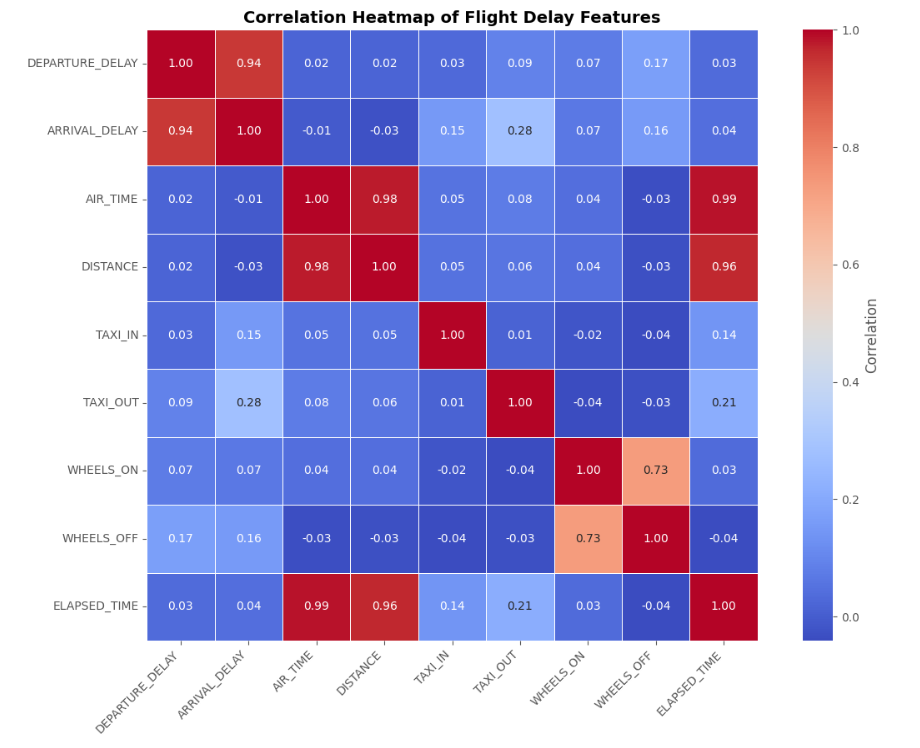 Correlation Heatmap of Flight Delay Features
DEPARTURE_DELAY 1.00 0.94 0.02 0.02 0.03 0.09 0.07 0.17 0.03
ARRIVAL_DELAY 0.94 1.00 -0.01 -0.03 0.15 0.28 0.07 0.16 0.04
AIR_TIME 0.02 -0.01 1.00 0.98 0.05 0.08 0.04 -0.03 0.99
DISTANCE 0.02 -0.03 0.98 1.00 0.05 0.06 0.04 -0.03 0.96
TAXI_IN 0.03 0.15 0.05 0.05 1.00 0.01 -0.02 -0.04 0.14
TAXI_OUT 0.09 0.28 0.08 0.06 0.01 1.00 -0.04 -0.03 0.21
WHEELS_ON 0.07 0.07 0.04 0.04 -0.02 -0.04 1.00 0.73 0.03
WHEELS_OFF 0.17 0.16 -0.03 -0.03 -0.04 -0.03 0.73 1.00 -0.04
ELAPSED_TIME 0.03 0.04 0.99 0.96 0.14 0.21 0.03 -0.04 1.00
DEPARTURE_DELAY
ARRIVAL_DELAY
AIR_TIME
DISTANCE
TAXI_IN
TAXI_OUT
WHEELS_ON
WHEELS_OFF
ELAPSED_TIME
1.0
0.8
0.6
0.4
0.2
0.0
Correlation